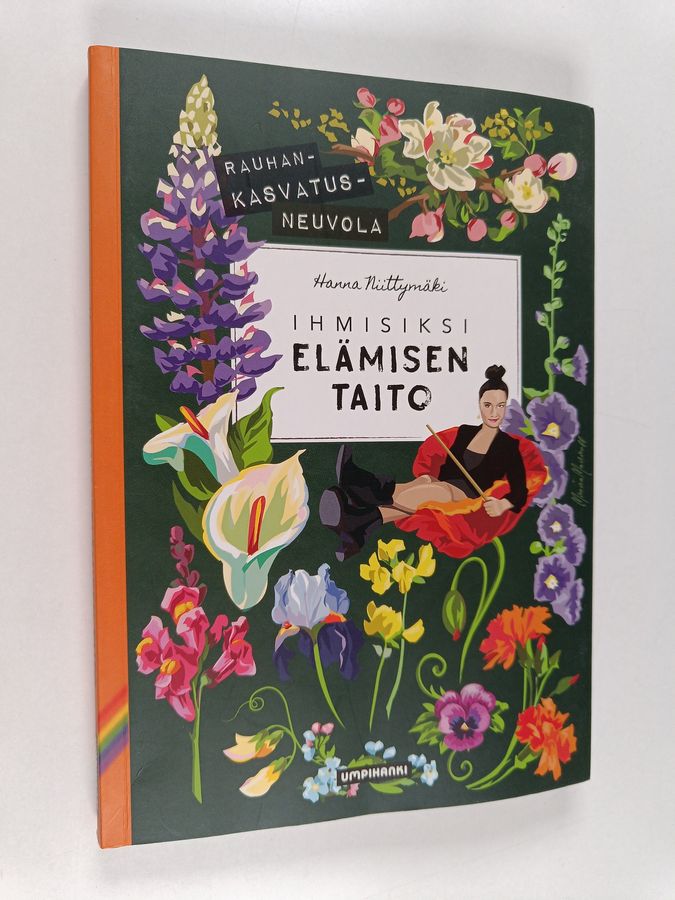 RAUHAN-
KASVATUS-
NEUVOLA
Hanna Niittymäki
IHMISIKSI
ELÄMISEN
TAITO
UMPIHANKI